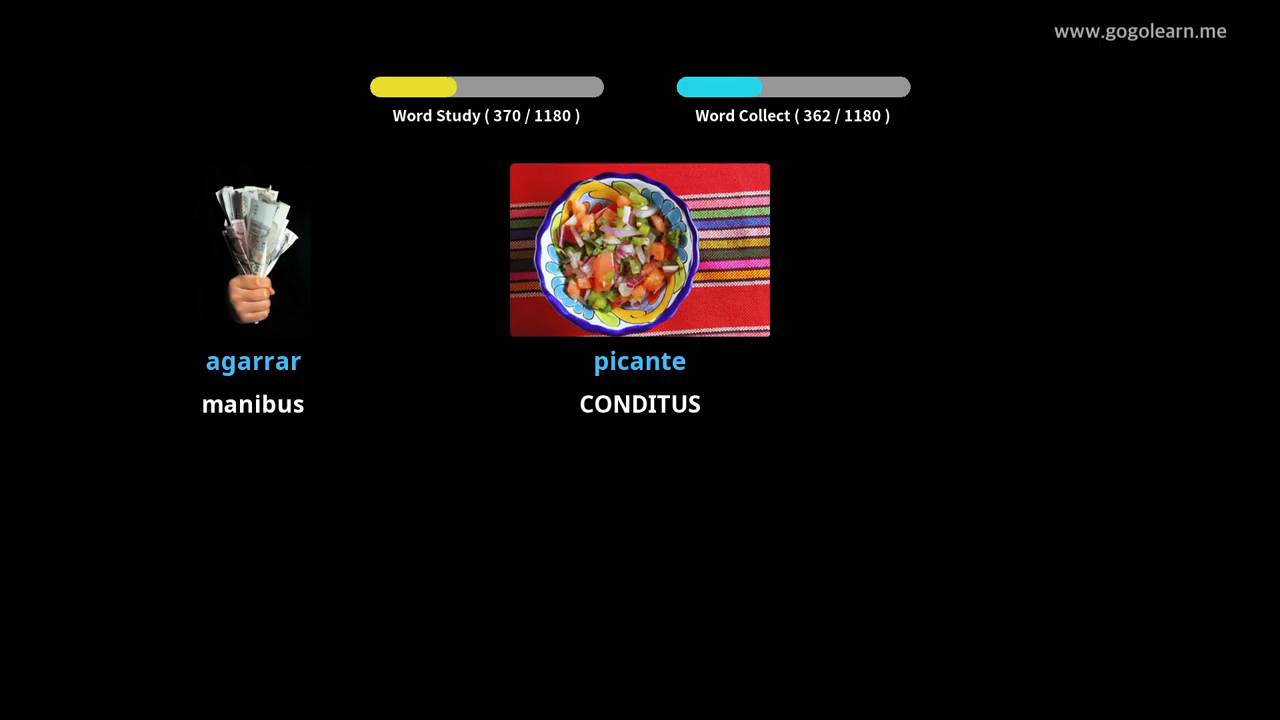 www.gogolearn.me
Word Study ( 370 / 1180 )
Word Collect ( 362 / 1180 )
agarrar
picante
manibus
CONDITUS